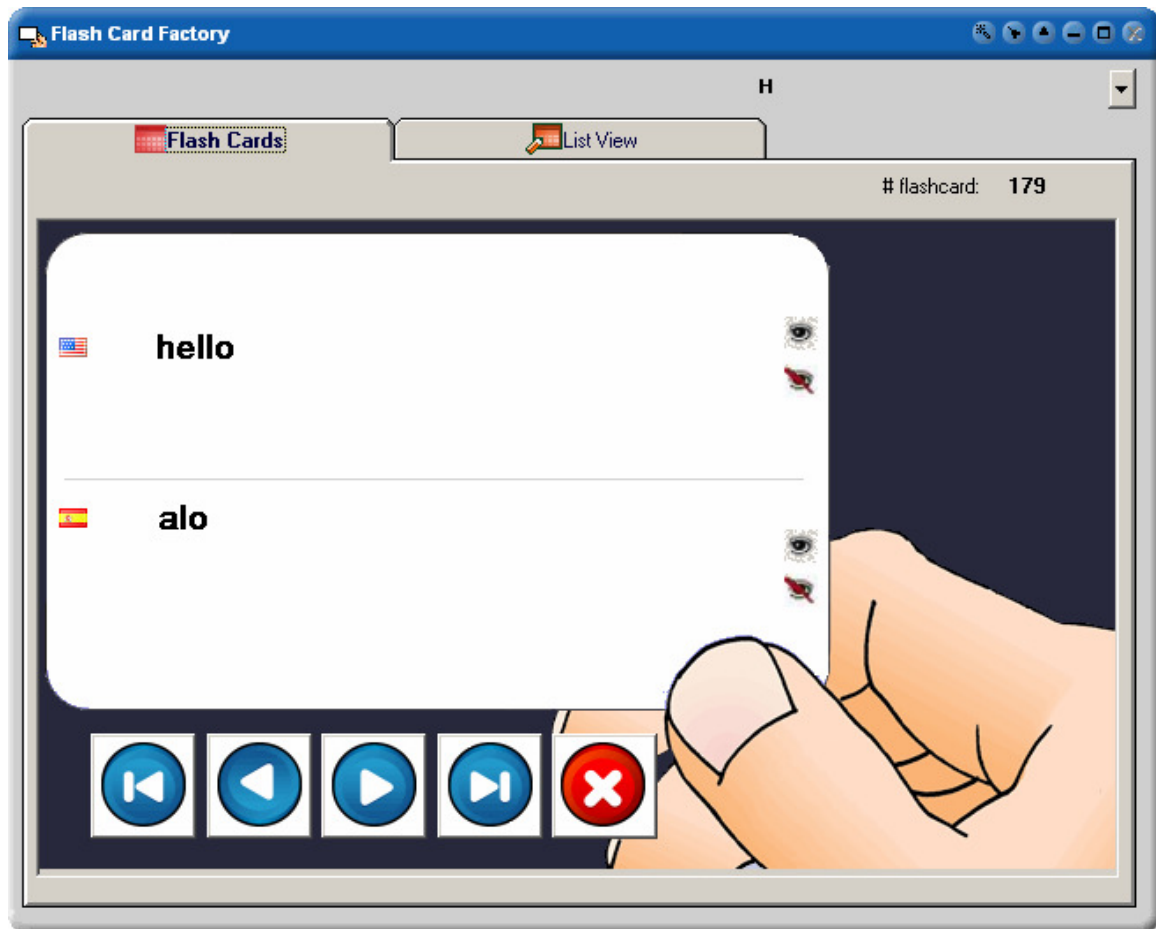 Flash Card Factory
H
Flash Cards
List View
# flashcard: 179
hello
alo